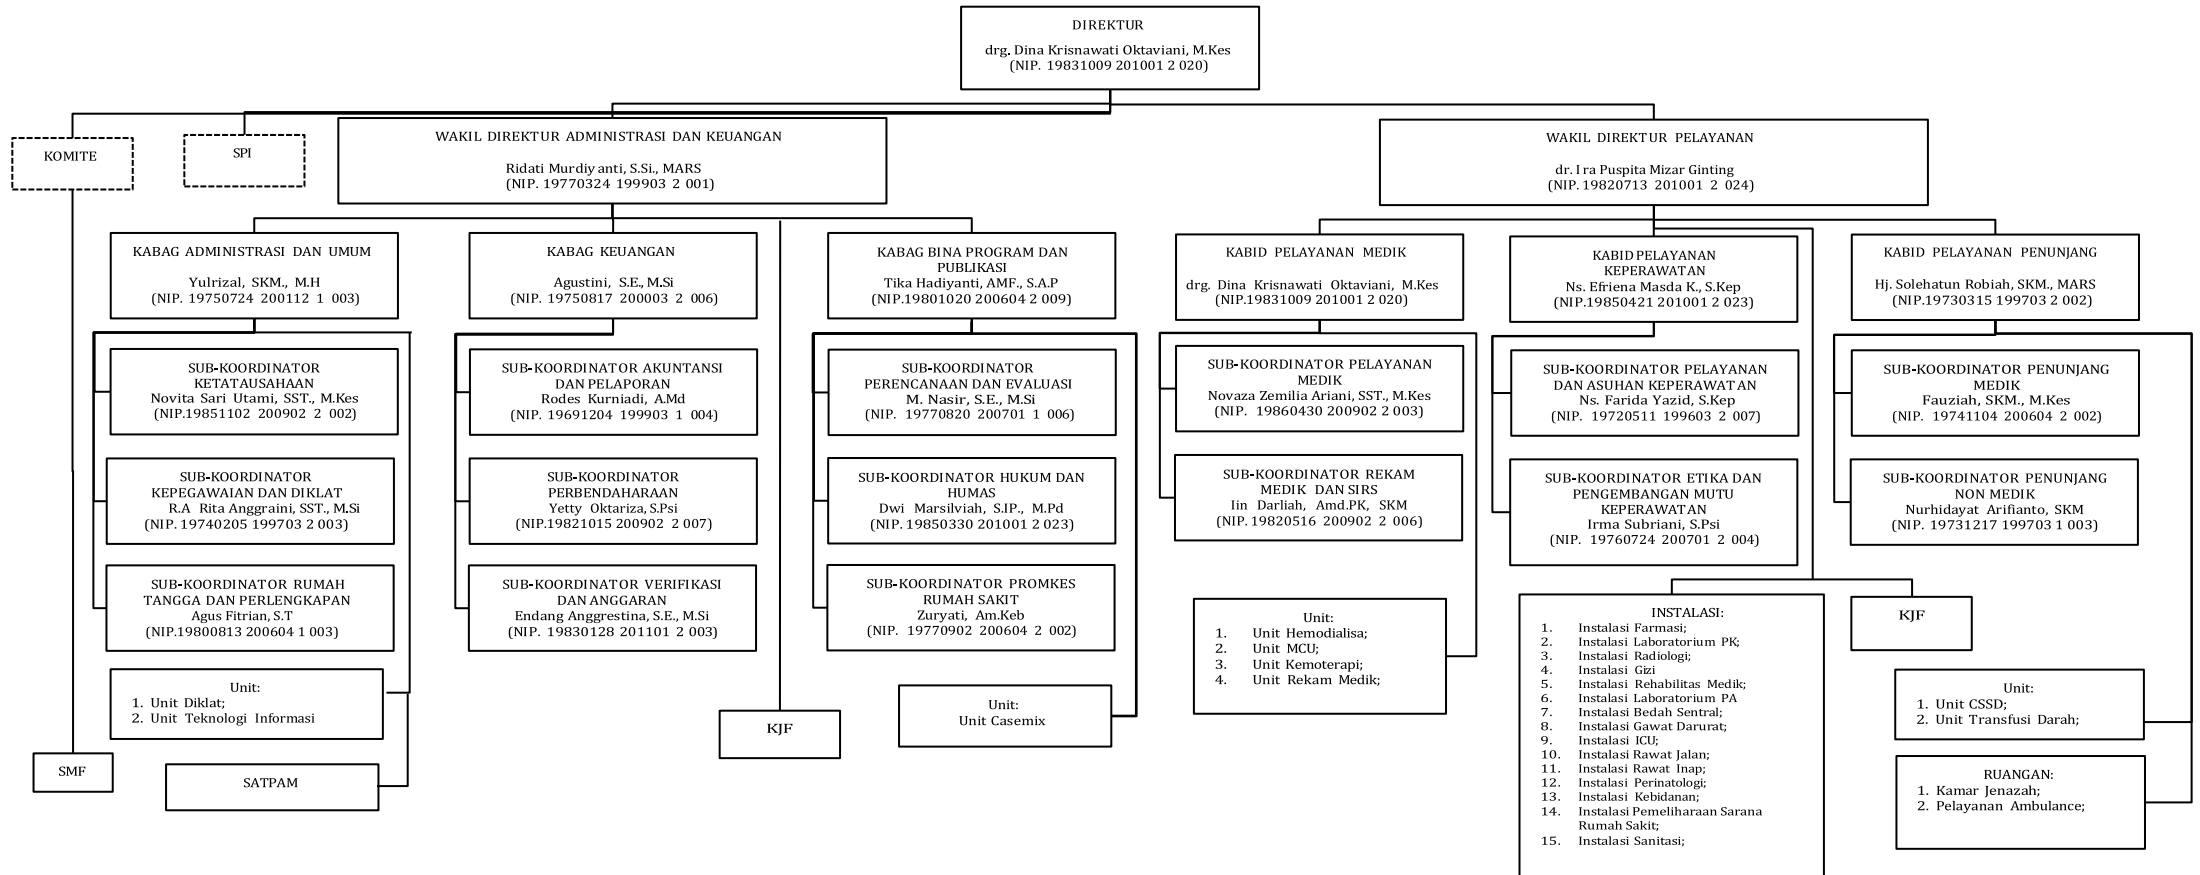 DIREKTUR
drg. Dina Krisnawati Oktaviani, M.Kes
(NIP. 19831009 201001 2 020)
KOMITE
SPI
WAKIL DIREKTUR ADMINISTRASI DAN KEUANGAN
Ridati Murdiyanti, S.Si., MARS
(NIP. 19770324 199903 2 001)
WAKIL DIREKTUR PELAYANAN
dr. Ira Puspita Mizar Ginting
(NIP. 19820713 201001 2 024)
KABAG ADMINISTRASI DAN UMUM
Yulrizal, SKM., M.H
(NIP. 19750724 200112 1 003)
KABAG KEUANGAN
Agustini, S.E., M.Si
(NIP. 19750817 200003 2 006)
KABAG BINA PROGRAM DAN
PUBLIKASI
Tika Hadiyanti, AMF., S.A.P
(NIP.19801020 200604 2 009)
KABID PELAYANAN MEDIK
drg. Dina Krisnawati Oktaviani, M.Kes
(NIP.19831009 201001 2 020)
KABID PELAYANAN
KEPERAWATAN
Ns. Efriena Masda K., S.Kep
(NIP.19850421 201001 2 023)
KABID PELAYANAN PENUNJANG
Hj. Solehatun Robiah, SKM., MARS
(NIP.19730315 199703 2 002)
SUB-KOORDINATOR
KETATAUSAHAAN
Novita Sari Utami, SST., M.Kes
(NIP.19851102 200902 2 002)
SUB-KOORDINATOR AKUNTANSI
DAN PELAPORAN
Rodes Kurniadi, A.Md
(NIP. 19691204 199903 1 004)
SUB-KOORDINATOR
PERENCANAAN DAN EVALUASI
M. Nasir, S.E., M.Si
(NIP. 19770820 200701 1 006)
SUB-KOORDINATOR PELAYANAN
MEDIK
Novaza Zemilia Ariani, SST., M.Kes
(NIP. 19860430 200902 2 003)
SUB-KOORDINATOR PELAYANAN
DAN ASUHAN KEPERAWATAN
Ns. Farida Yazid, S.Kep
(NIP. 19720511 199603 2 007)
SUB-KOORDINATOR PENUNJANG
MEDIK
Fauziah, SKM., M.Kes
(NIP. 19741104 200604 2 002)
SUB-KOORDINATOR
KEPEGAWAIAN DAN DIKLAT
R.A Rita Anggraini, SST., M.Si
(NIP. 19740205 199703 2 003)
SUB-KOORDINATOR
PERBENDAHARAAN
Yetty Oktariza, S.Psi
(NIP.19821015 200902 2 007)
SUB-KOORDINATOR HUKUM DAN
HUMAS
Dwi Marsilviah, S.IP., M.Pd
(NIP. 19850330 201001 2 023)
SUB-KOORDINATOR REKAM
MEDIK DAN SIRS
Iin Darliah, Amd.PK, SKM
(NIP. 19820516 200902 2 006)
SUB-KOORDINATOR ETIKA DAN
PENGEMBANGAN MUTU
KEPERAWATAN
Irma Subriani, S.Psi
(NIP. 19760724 200701 2 004)
SUB-KOORDINATOR PENUNJANG
NON MEDIK
Nurhidayat Arifianto, SKM
(NIP. 19731217 199703 1 003)
SUB-KOORDINATOR RUMAH
TANGGA DAN PERLENGKAPAN
Agus Fitrian, S.T
(NIP.19800813 200604 1 003)
SUB-KOORDINATOR VERIFIKASI
DAN ANGGARAN
Endang Anggrestina, S.E., M.Si
(NIP. 19830128 201101 2 003)
SUB-KOORDINATOR PROMKES
RUMAH SAKIT
Zuryati, Am.Keb
(NIP. 19770902 200604 2 002)
Unit:
1. Unit Hemodialisa;
2. Unit MCU;
3. Unit Kemoterapi;
4. Unit Rekam Medik;
INSTALASI:
1. Instalasi Farmasi;
2. Instalasi Laboratorium PK;
3. Instalasi Radiologi;
4. Instalasi Gizi
5. Instalasi Rehabilitas Medik;
6. Instalasi Laboratorium PA
7. Instalasi Bedah Sentral;
8. Instalasi Gawat Darurat;
9. Instalasi ICU;
10. Instalasi Rawat Jalan;
11. Instalasi Rawat Inap;
12. Instalasi Perinatologi;
13. Instalasi Kebidanan;
14. Instalasi Pemeliharaan Sarana
Rumah Sakit;
15. Instalasi Sanitasi;
KJF
Unit:
1. Unit Diklat;
2. Unit Teknologi Informasi
KJF
Unit:
Unit Casemix
Unit:
1. Unit CSSD;
2. Unit Transfusi Darah;
SMF
SATPAM
RUANGAN:
1. Kamar Jenazah;
2. Pelayanan Ambulance;